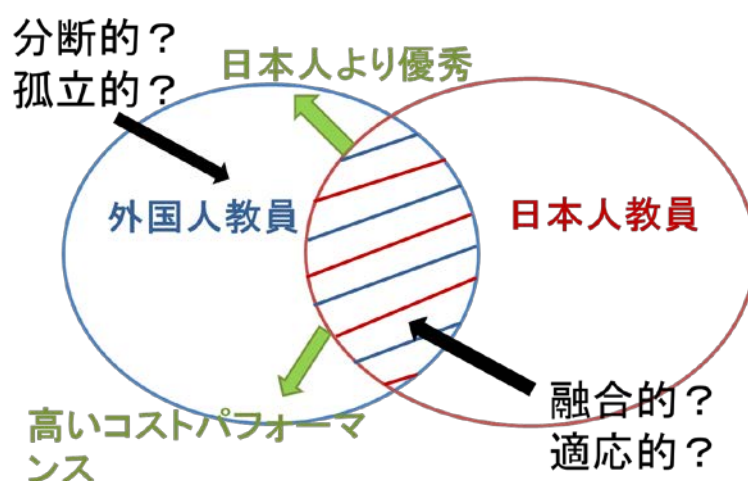 分断的？
孤立的？
日本人より優秀
外国人教員
日本人教員
高いコストパフォーマ
ンス
融合的？
適応的？